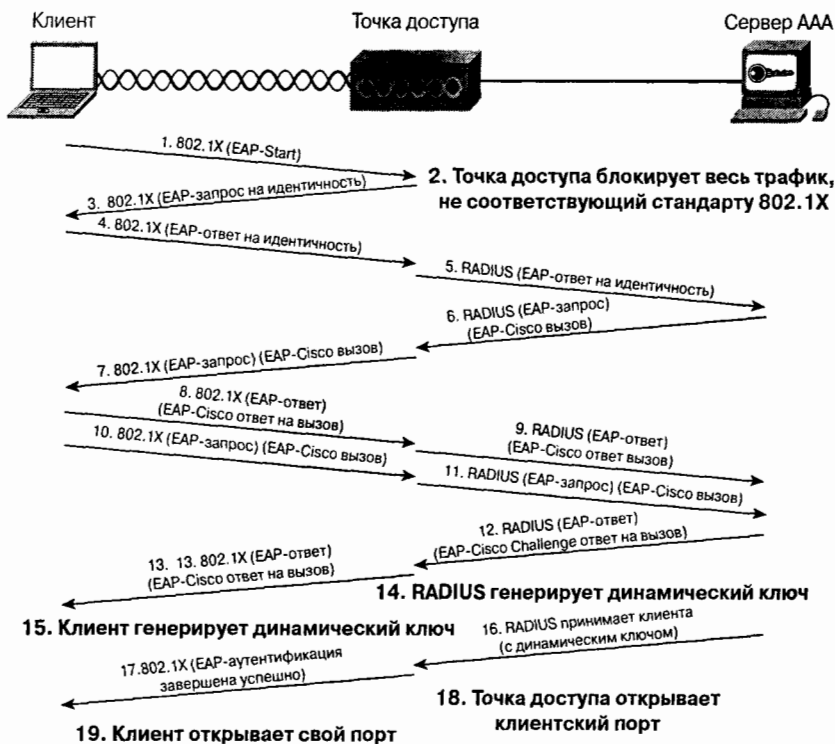 Клиент
Точка доступа
Сервер AAA
1. 802.1X (EAP-Start)
2. Точка доступа блокирует весь трафик,
не соответствующий стандарту 802.1X
3. 802.1X (EAP-запрос на идентичность)
4. 802.1X (EAP-ответ на идентичность)
5. RADIUS (EAP-ответ на идентичность)
6. RADIUS (EAP-запрос)
(EAP-Cisco вызов)
7. 802.1X (EAP-запрос) (EAP-Cisco вызов)
8. 802.1X (EAP-ответ)
(EAP-Cisco ответ на вызов)
9. RADIUS (EAP-ответ)
(EAP-Cisco ответ вызов)
10. 802.1X (EAP-запрос) (EAP-Cisco вызов)
11. RADIUS (EAP-запрос) (EAP-Cisco вызов)
12. RADIUS (EAP-ответ)
(EAP-Cisco Challenge ответ на вызов)
13. 13. 802.1X (EAP-ответ)
(EAP-Cisco ответ на вызов)
14. RADIUS генерирует динамический ключ
15. Клиент генерирует динамический ключ
16. RADIUS принимает клиента
(с динамическим ключом)
17.802.1X (EAP-аутентификация
завершена успешно)
18. Точка доступа открывает
клиентский порт
19. Клиент открывает свой порт